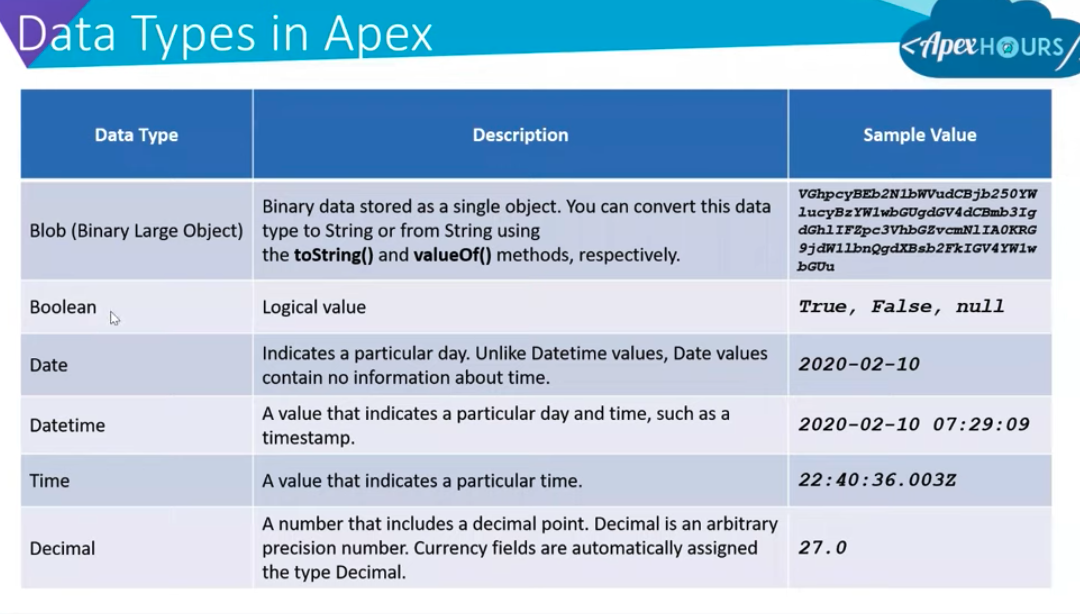 Data Types in Apex
<ApexHOURS/
Data Type
Description
Sample Value
Blob (Binary Large Object)
Binary data stored as a single object. You can convert this data
type to String or from String using
the toString() and valueOf() methods, respectively.
VGhpcyBEb2N1bWVudCBjb250YW
lucyBzYW1wbGUgdGV4dCBmb3Ig
dGhlIFZpc3VhbGZvcmNlIA0KRG
9jdW1lbnQgdXBsb2FkIGV4YW1w
bGUu
Boolean
Logical value
True, False, null
Date
Indicates a particular day. Unlike Datetime values, Date values
contain no information about time.
2020-02-10
Datetime
A value that indicates a particular day and time, such as a
timestamp.
2020-02-10 07:29:09
Time
A value that indicates a particular time.
22:40:36.003Z
Decimal
A number that includes a decimal point. Decimal is an arbitrary
precision number. Currency fields are automatically assigned
the type Decimal.
27.0